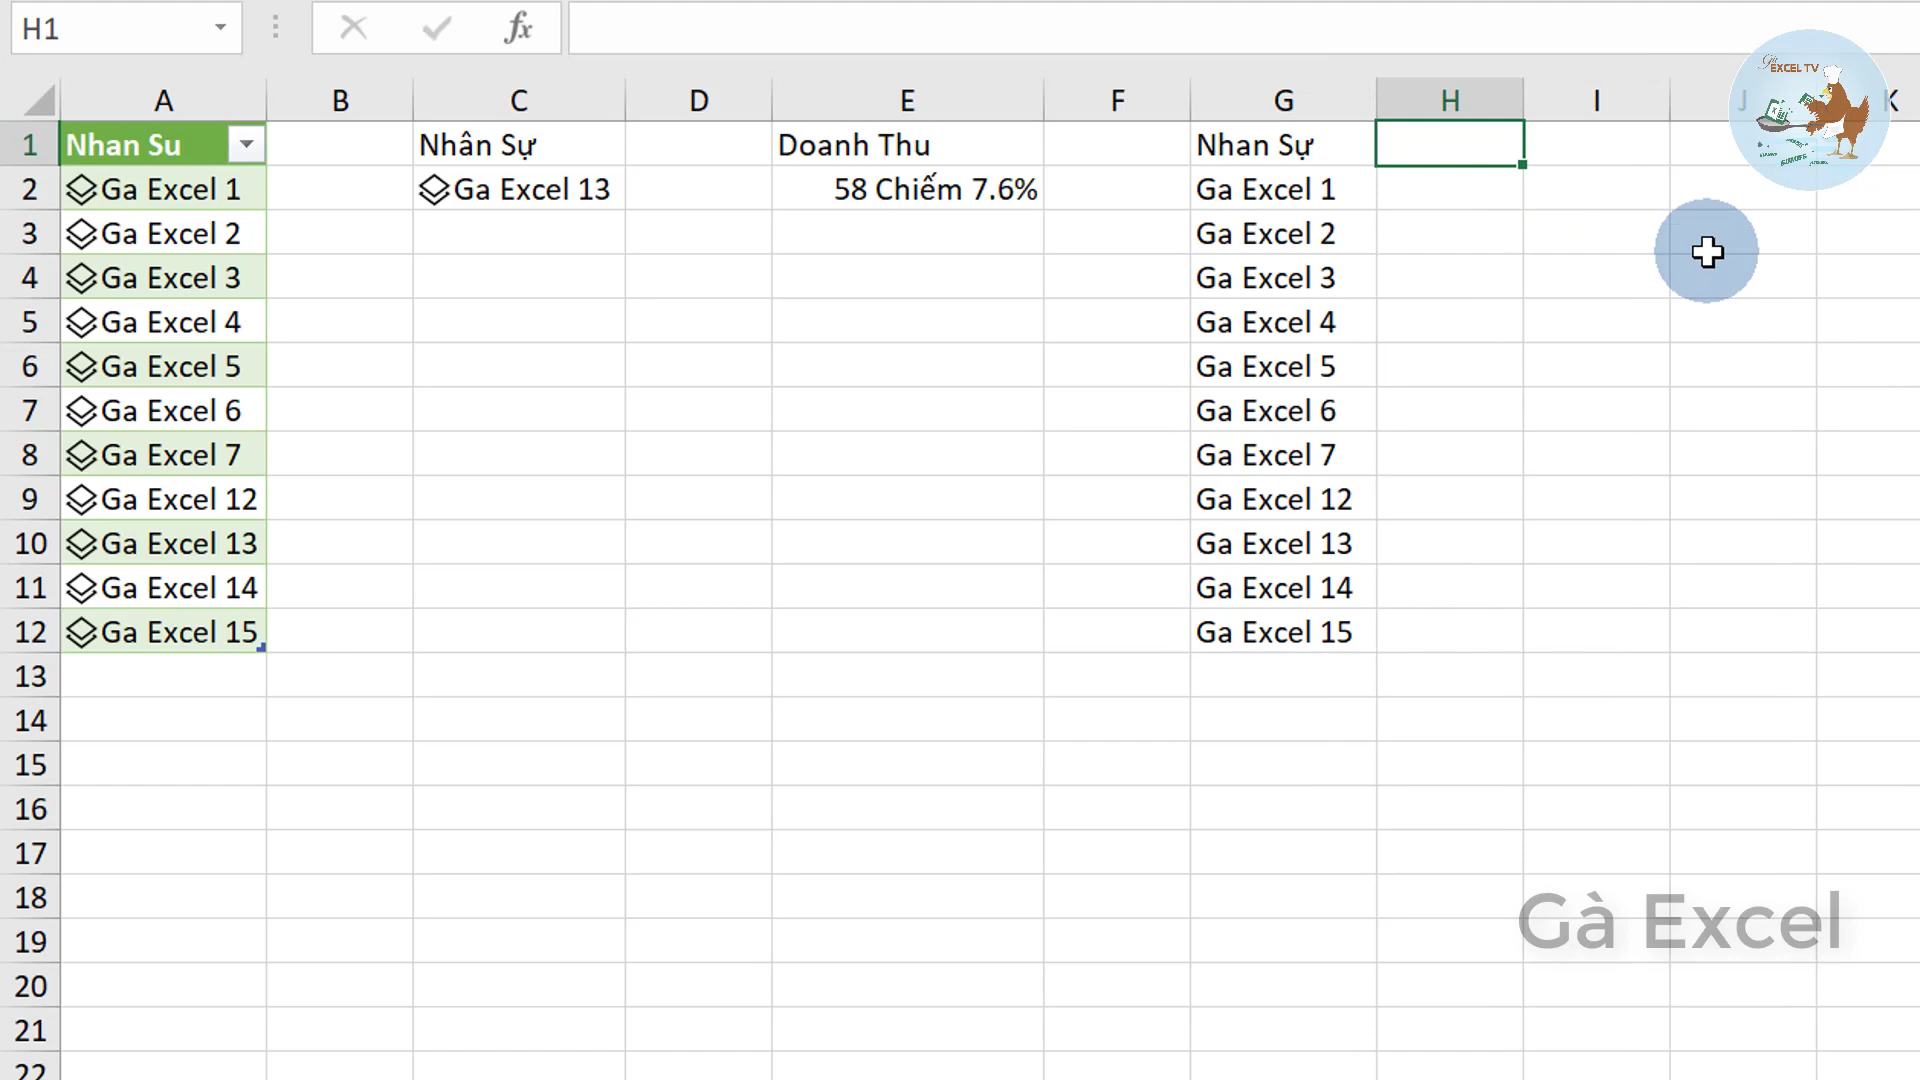 H1
fx
A B C D E F G H I J K
1 Nhan Su Nhân Sự Doanh Thu Nhan Sự
2 Ga Excel 1 Ga Excel 13 58 Chiếm 7.6% Ga Excel 1
3 Ga Excel 2 Ga Excel 2
4 Ga Excel 3 Ga Excel 3
5 Ga Excel 4 Ga Excel 4
6 Ga Excel 5 Ga Excel 5
7 Ga Excel 6 Ga Excel 6
8 Ga Excel 7 Ga Excel 7
9 Ga Excel 12 Ga Excel 12
10 Ga Excel 13 Ga Excel 13
11 Ga Excel 14 Ga Excel 14
12 Ga Excel 15 Ga Excel 15
13
14
15
16
17
18
19
20
21
22
Gà
EXCEL TV
Gà Excel